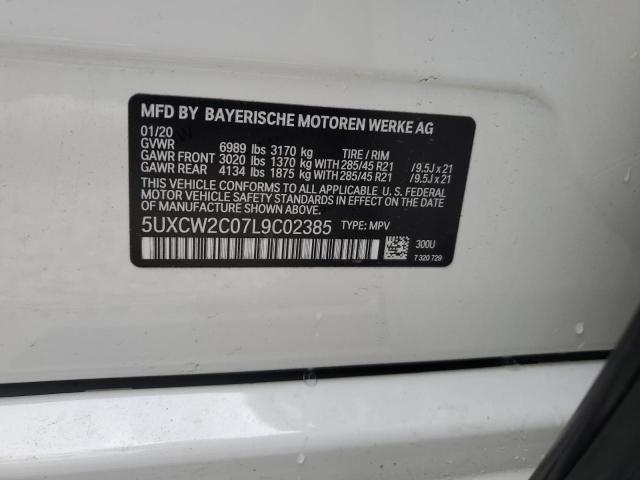 MFD BY BAYERISCHE MOTOREN WERKE AG
01/20
GVWR 6989 lbs 3170 kg TIRE / RIM
GAWR FRONT 3020 lbs 1370 kg WITH 285/45 R21 /9.5J x 21
GAWR REAR 4134 lbs 1875 kg WITH 285/45 R21 /9.5J x 21
THIS VEHICLE CONFORMS TO ALL APPLICABLE U. S. FEDERAL
MOTOR VEHICLE SAFETY STANDARDS IN EFFECT ON THE DATE
OF MANUFACTURE SHOWN ABOVE.
5UXCW2C07L9C02385 TYPE: MPV
300U
7 320 729